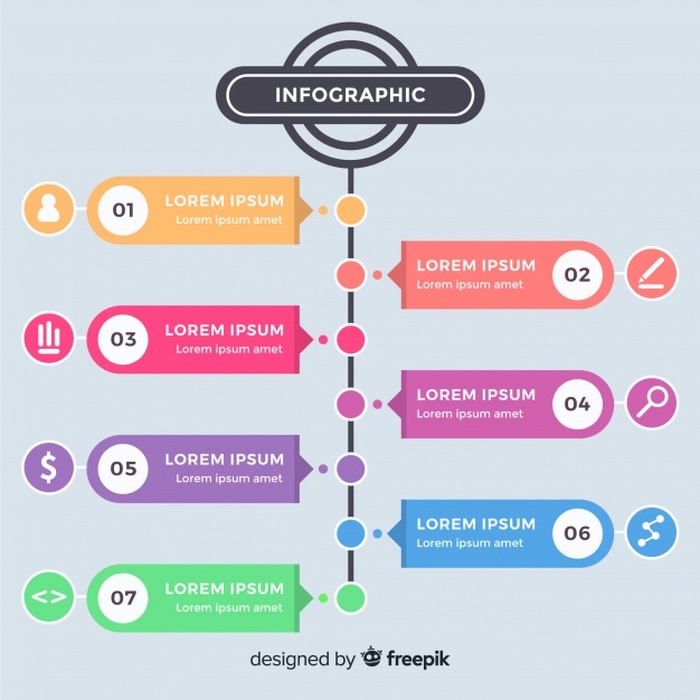 INFOGRAPHIC
01
LOREM IPSUM
Lorem ipsum amet
LOREM IPSUM
Lorem ipsum amet
02
03
LOREM IPSUM
Lorem ipsum amet
LOREM IPSUM
Lorem ipsum amet
04
05
LOREM IPSUM
Lorem ipsum amet
LOREM IPSUM
Lorem ipsum amet
06
07
LOREM IPSUM
Lorem ipsum amet
designed by freepik